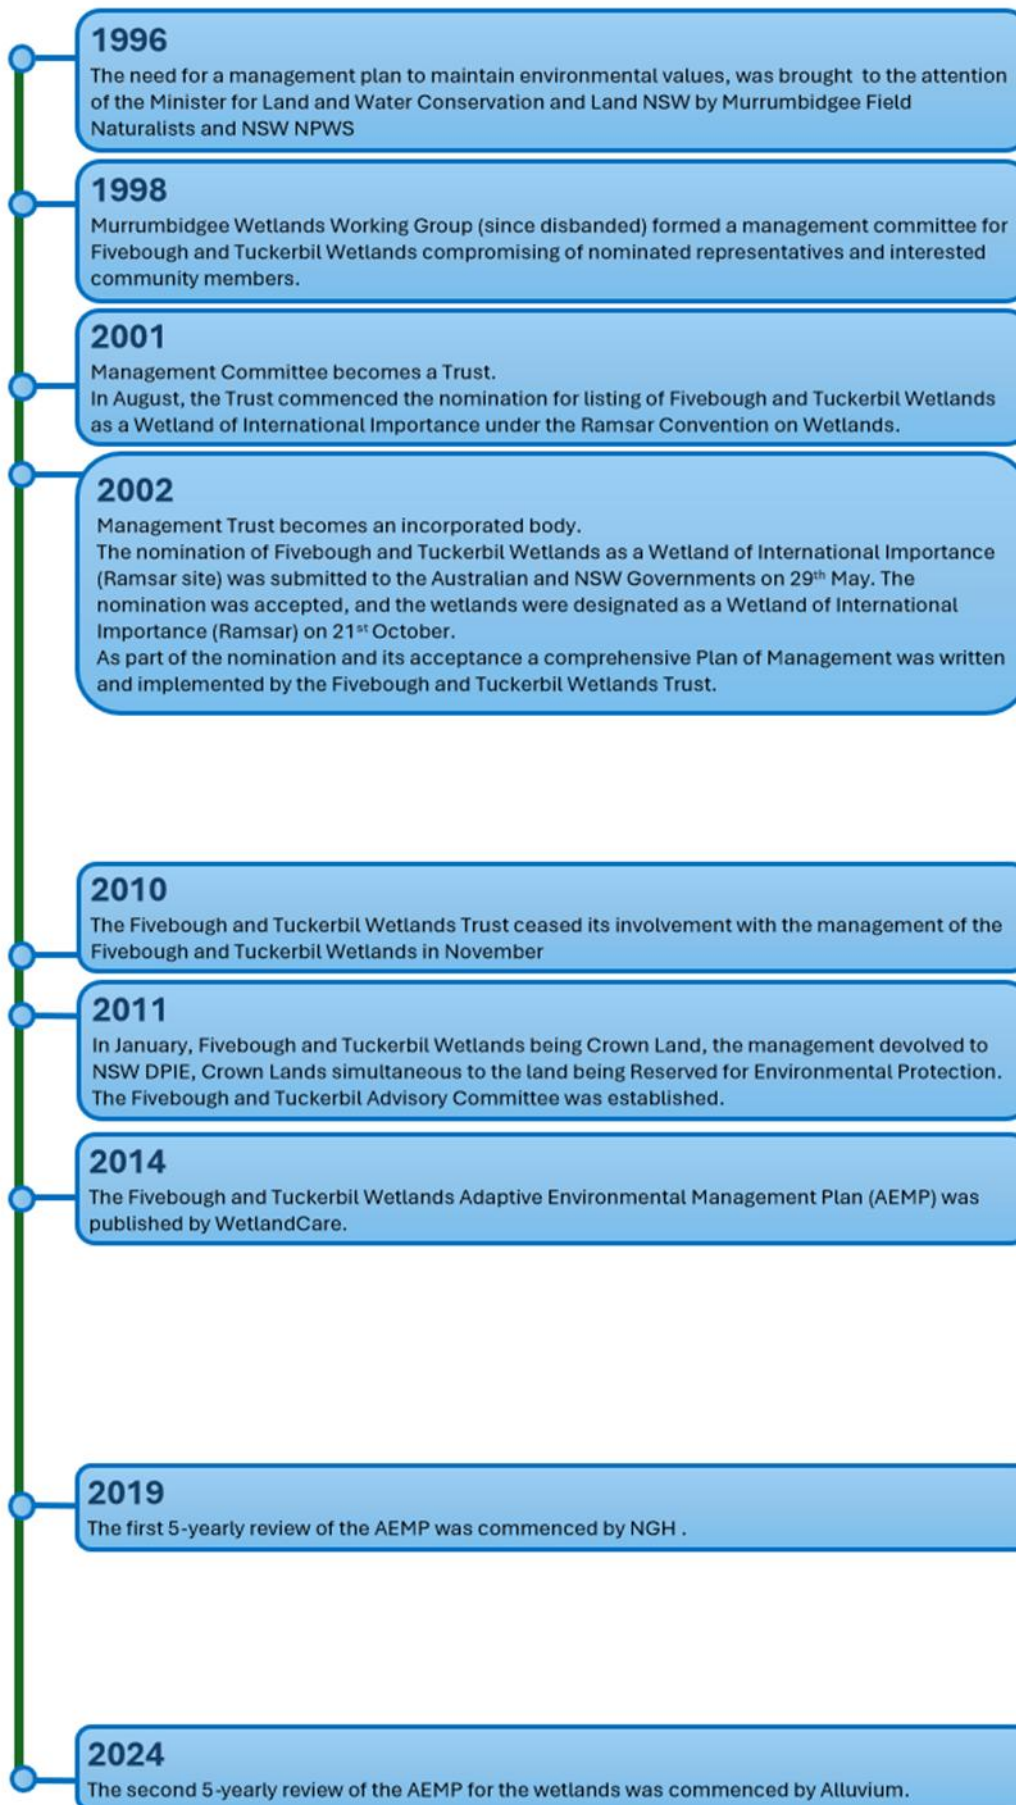 1996
The need for a management plan to maintain environmental values, was brought  to the attention
of the Minister for Land and Water Conservation and Land NSW by Murrumbidgee Field
Naturalists and NSW NPWS
1998
Murrumbidgee Wetlands Working Group (since disbanded) formed a management committee for
Fivebough and Tuckerbil Wetlands compromising of nominated representatives and interested
community members.
2001
Management Committee becomes a Trust.
In August, the Trust commenced the nomination for listing of Fivebough and Tuckerbil Wetlands
as a Wetland of International Importance under the Ramsar Convention on Wetlands.
2002
Management Trust becomes an incorporated body.
The nomination of Fivebough and Tuckerbil Wetlands as a Wetland of International Importance
(Ramsar site) was submitted to the Australian and NSW Governments on 29th May. The
nomination was accepted, and the wetlands were designated as a Wetland of International
Importance (Ramsar) on 21st October.
As part of the nomination and its acceptance a comprehensive Plan of Management was written
and implemented by the Fivebough and Tuckerbil Wetlands Trust.
2010
The Fivebough and Tuckerbil Wetlands Trust ceased its involvement with the management of the
Fivebough and Tuckerbil Wetlands in November
2011
In January, Fivebough and Tuckerbil Wetlands being Crown Land, the management devolved to
NSW DPIE, Crown Lands simultaneous to the land being Reserved for Environmental Protection.
The Fivebough and Tuckerbil Advisory Committee was established.
2014
The Fivebough and Tuckerbil Wetlands Adaptive Environmental Management Plan (AEMP) was
published by WetlandCare.
2019
The first 5-yearly review of the AEMP was commenced by NGH .
2024
The second 5-yearly review of the AEMP for the wetlands was commenced by Alluvium.